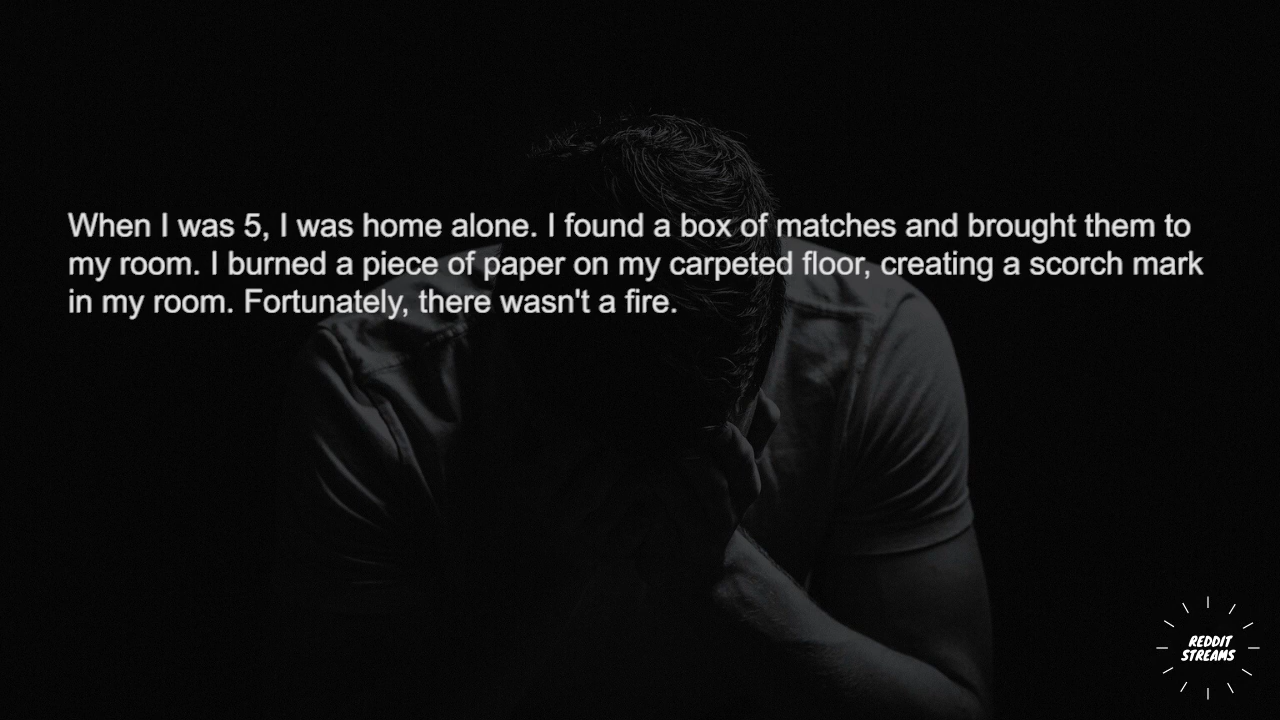 When I was 5, I was home alone. I found a box of matches and brought them to
my room. I burned a piece of paper on my carpeted floor, creating a scorch mark
in my room. Fortunately, there wasn't a fire.
REDDIT
STREAMS